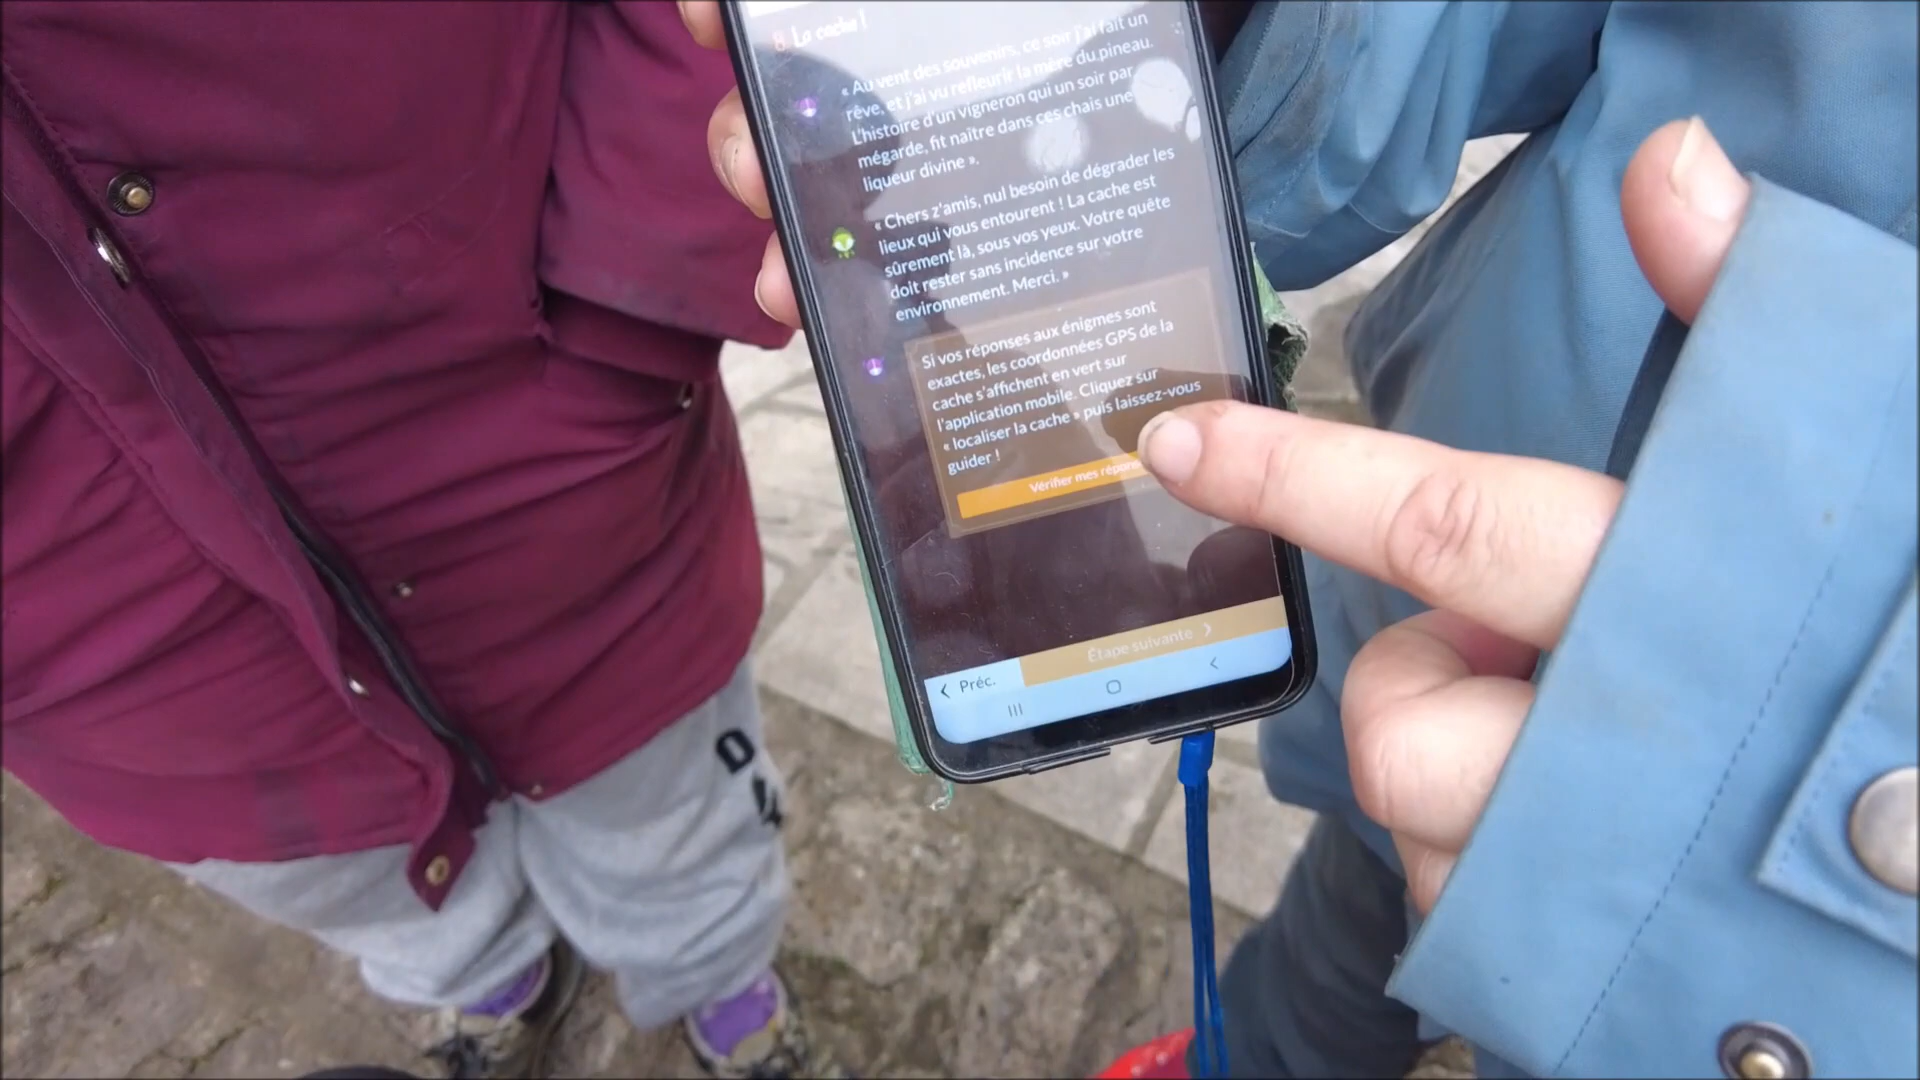 8. La cache !
« Au vent des souvenirs, ce soir j'ai fait un
rêve, et j'ai vu refleurir la mère du pineau.
L'histoire d'un vigneron qui un soir par
mégarde, fit naître dans ces chais une
liqueur divine ».
« Chers z'amis, nul besoin de dégrader les
lieux qui vous entourent ! La cache est
sûrement là, sous vos yeux. Votre quête
doit rester sans incidence sur votre
environnement. Merci. »
Si vos réponses aux énigmes sont
exactes, les coordonnées GPS de la
cache s'affichent en vert sur
l'application mobile. Cliquez sur
« localiser la cache » puis laissez-vous
guider !
Vérifier mes
Étape suivante >
< Préc.